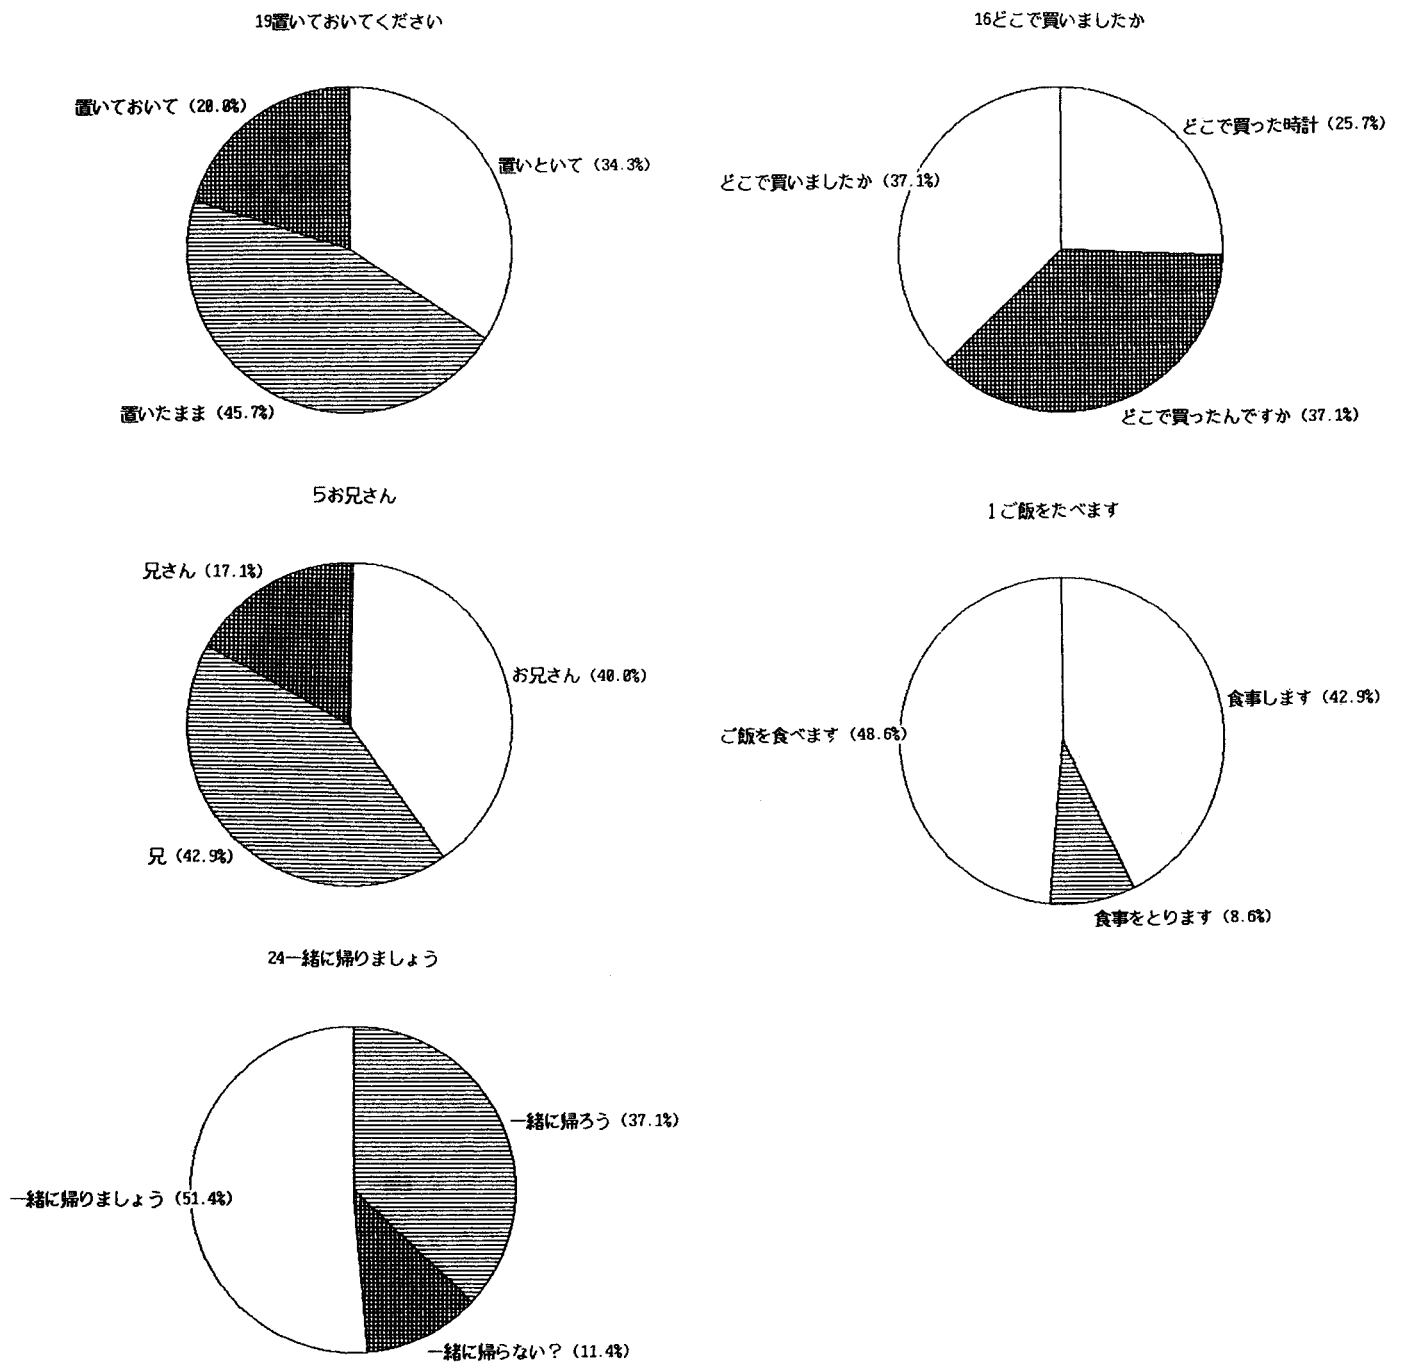 19置いておいてください
置いておいて (20.0%)
置いといて (34.3%)
置いたまま (45.7%)
16どこで買いましたか
どこで買った時計 (25.7%)
どこで買いましたか (37.1%)
どこで買ったんですか (37.1%)
5お兄さん
兄さん (17.1%)
お兄さん (40.0%)
兄 (42.9%)
1ご飯をたべます
食事します (42.9%)
ご飯を食べます (48.6%)
食事をとります (8.6%)
24一緒に帰りましょう
一緒に帰ろう (37.1%)
一緒に帰りましょう (51.4%)
一緒に帰らない？ (11.4%)